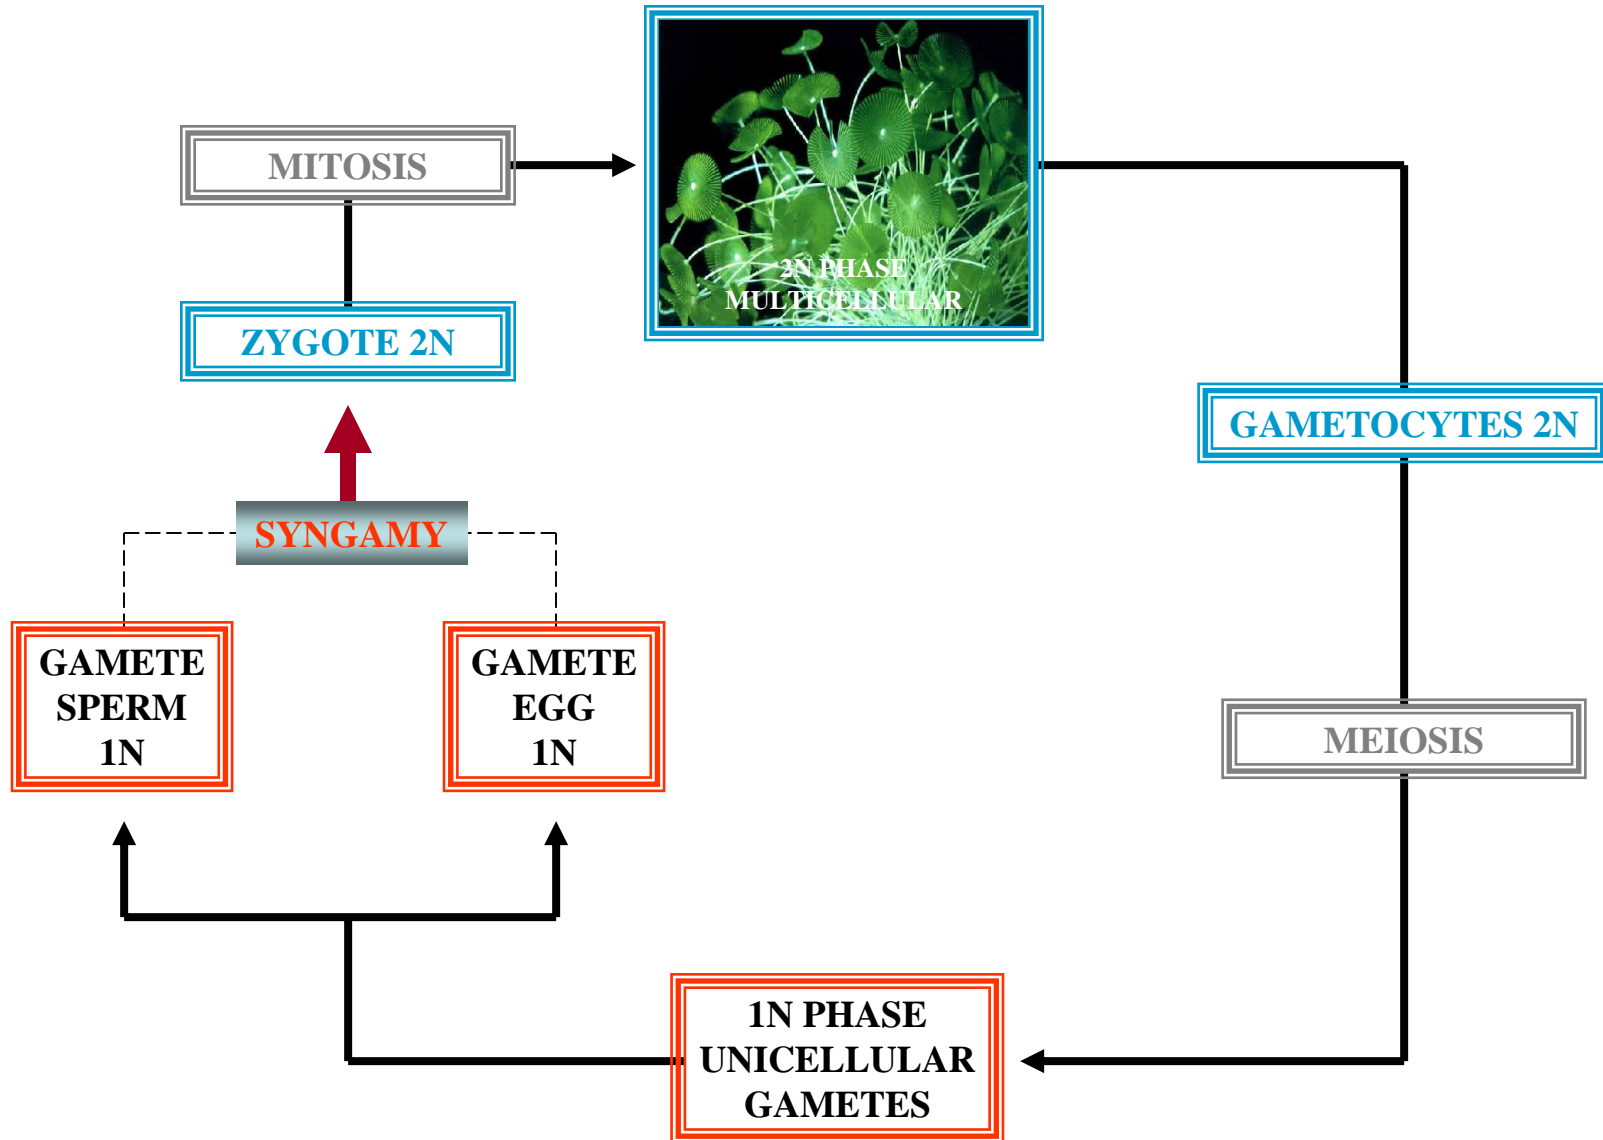 2N PHASE
MULTICELLULAR
MITOSIS
ZYGOTE 2N
GAMETOCYTES 2N
SYNGAMY
GAMETE
SPERM
1N
GAMETE
EGG
1N
MEIOSIS
1N PHASE
UNICELLULAR
GAMETES